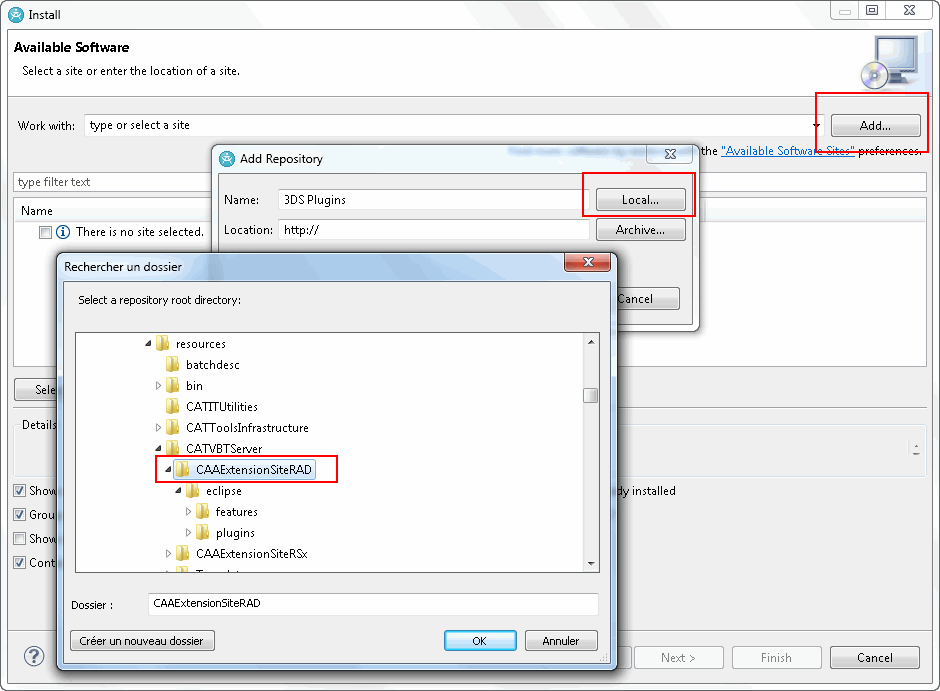 Install
Available Software
Select a site or enter the location of a site.
Work with: type or select a site Add...
the "Available Software Sites" preferences.
type filter text
Name
There is no site selected.
Add Repository
Name: 3DS Plugins Local...
Location: http:// Archive...
Cancel
Rechercher un dossier
Select a repository root directory:
resources
batchdesc
bin
CATITUtilities
CATToolsInfrastructure
CATVBTServer
CAAExtensionSiteRAD
eclipse
features
plugins
CAAExtensionSiteRSx
Dossier : CAAExtensionSiteRAD
Créer un nouveau dossier OK Annuler
Sele
Details
Show
dy installed
Grou
Show
Cont
? Next > Finish Cancel